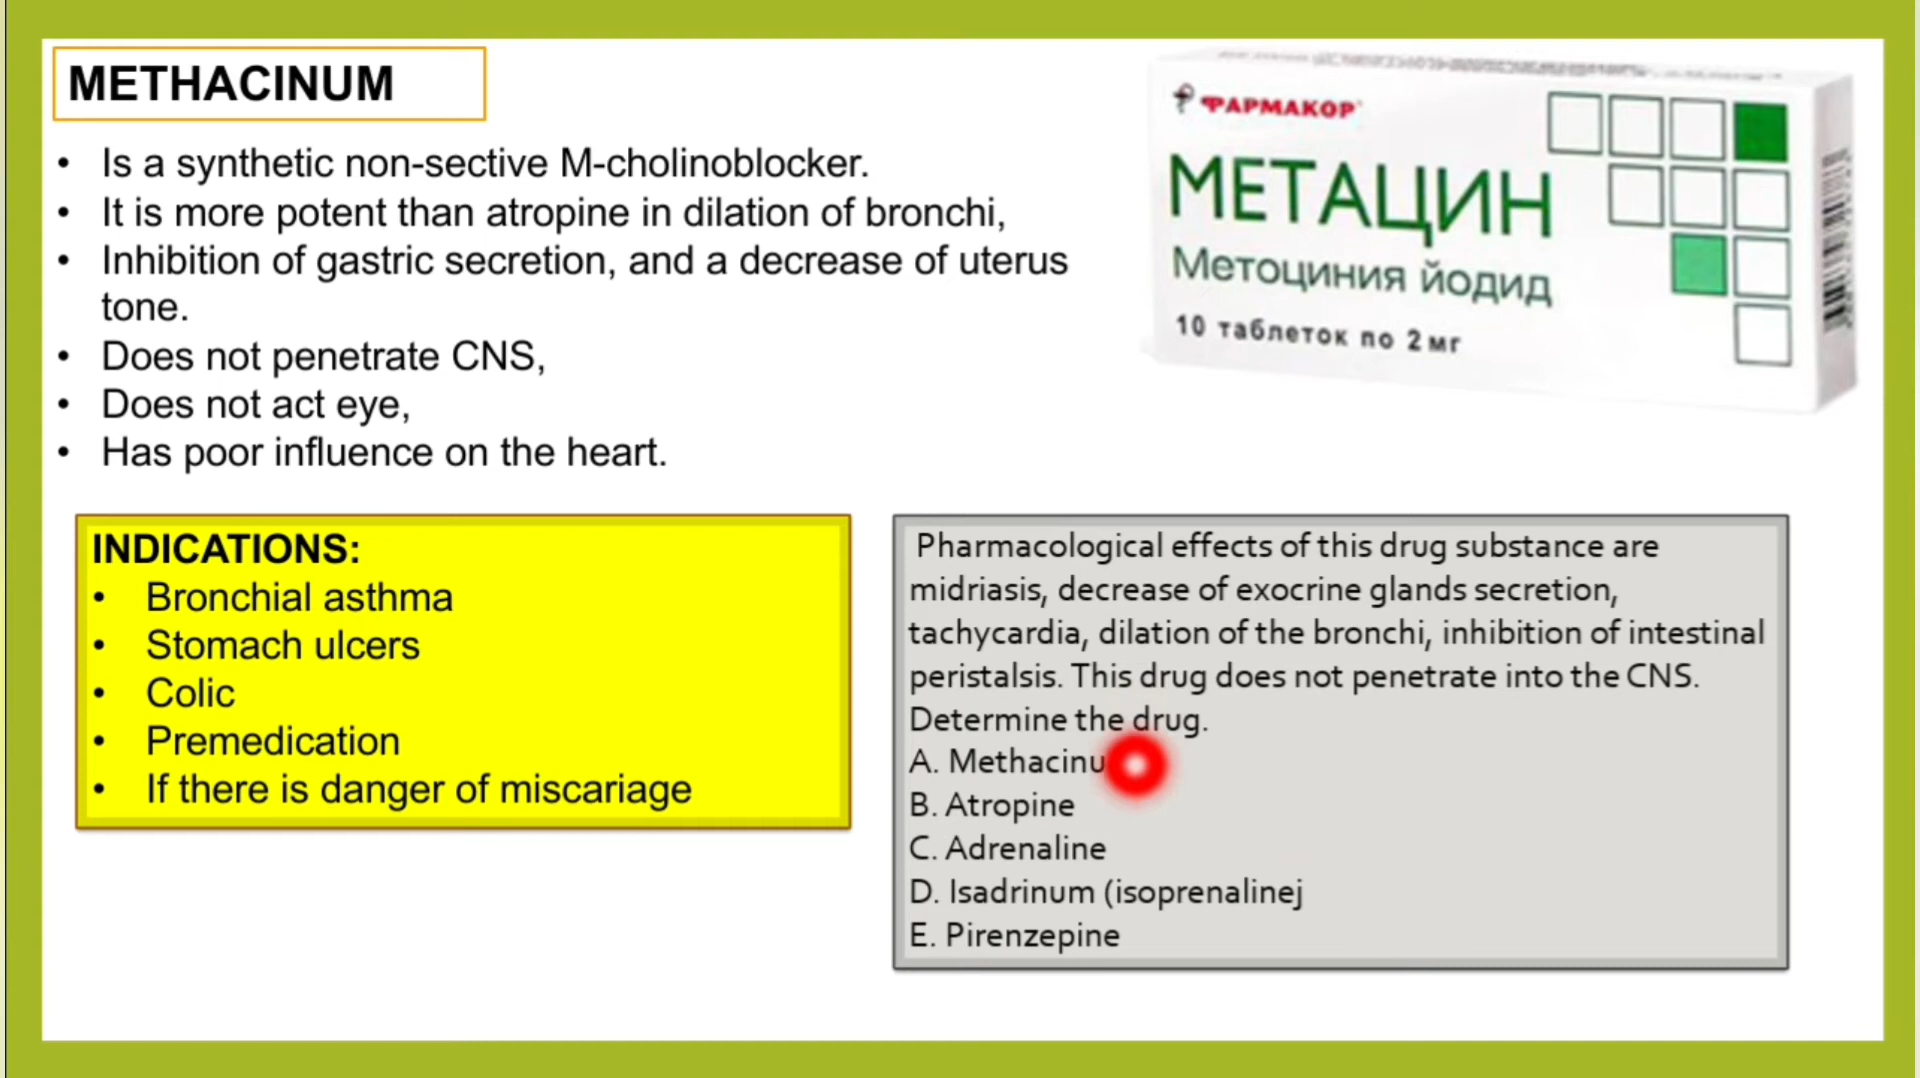 METHACINUM
• Is a synthetic non-sective M-cholinoblocker.
• It is more potent than atropine in dilation of bronchi,
• Inhibition of gastric secretion, and a decrease of uterus
tone.
• Does not penetrate CNS,
• Does not act eye,
• Has poor influence on the heart.
ФАРМАКОР
МЕТАЦИН
Метоциния йодид
10 таблеток по 2 мг
INDICATIONS:
• Bronchial asthma
• Stomach ulcers
• Colic
• Premedication
• If there is danger of miscariage
Pharmacological effects of this drug substance are
midriasis, decrease of exocrine glands secretion,
tachycardia, dilation of the bronchi, inhibition of intestinal
peristalsis. This drug does not penetrate into the CNS.
Determine the drug.
A. Methacinu
B. Atropine
C. Adrenaline
D. Isadrinum (isoprenalinej
E. Pirenzepine